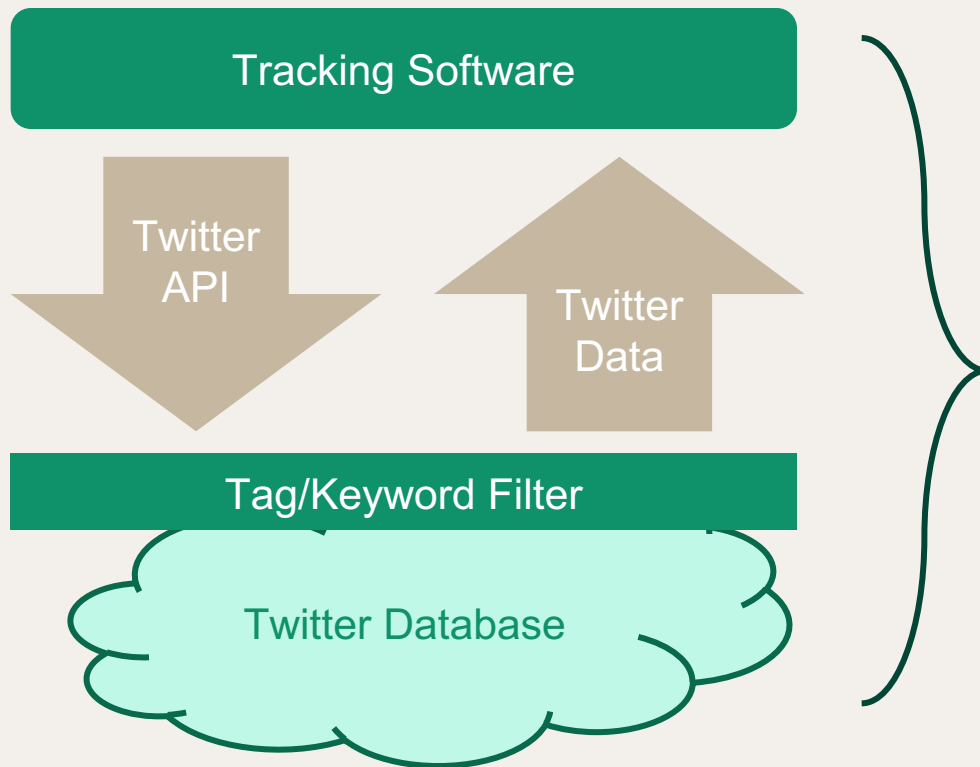 Tracking Software
Twitter
API
Twitter
Data
Tag/Keyword Filter
Twitter Database